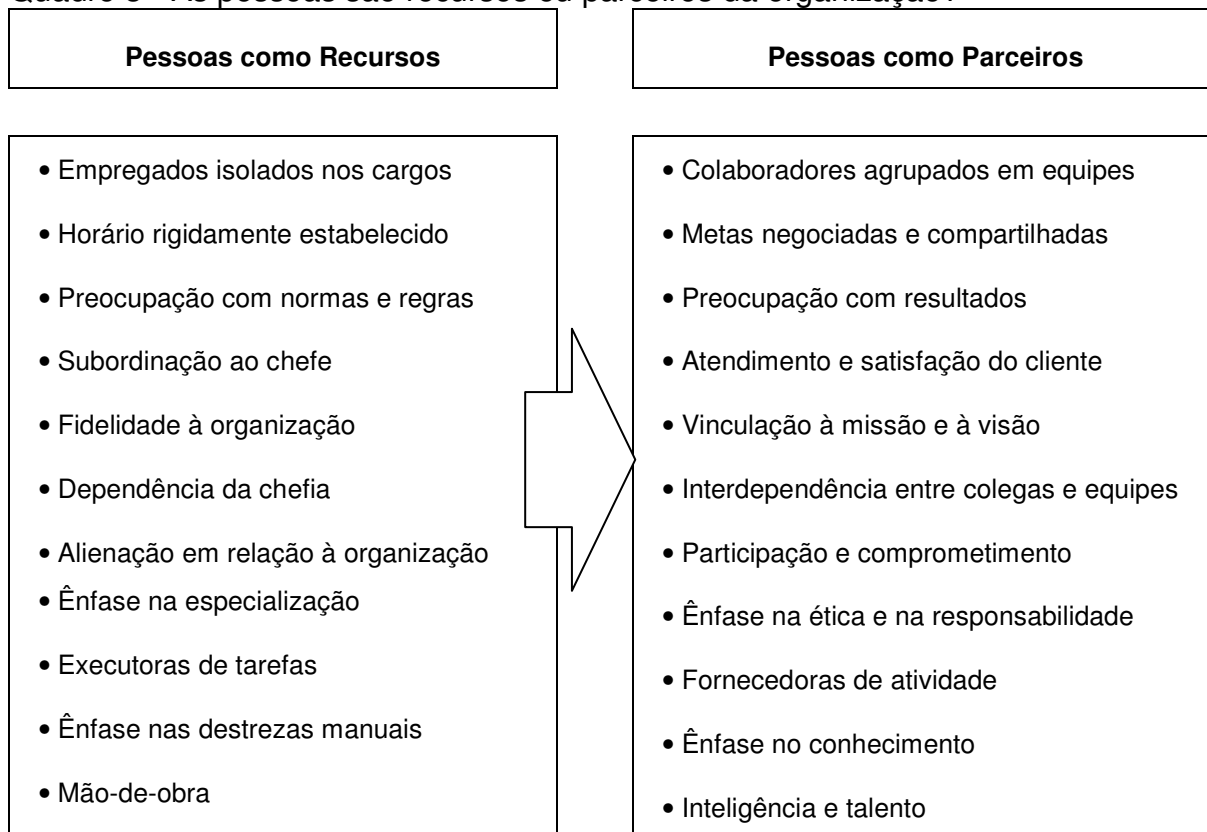 Pessoas como Recursos
Pessoas como Parceiros
• Empregados isolados nos cargos
• Horário rigidamente estabelecido
• Preocupação com normas e regras
• Subordinação ao chefe
• Fidelidade à organização
• Dependência da chefia
• Alienação em relação à organização
• Ênfase na especialização
• Executoras de tarefas
• Ênfase nas destrezas manuais
• Mão-de-obra
• Colaboradores agrupados em equipes
• Metas negociadas e compartilhadas
• Preocupação com resultados
• Atendimento e satisfação do cliente
• Vinculação à missão e à visão
• Interdependência entre colegas e equipes
• Participação e comprometimento
• Ênfase na ética e na responsabilidade
• Fornecedoras de atividade
• Ênfase no conhecimento
• Inteligência e talento